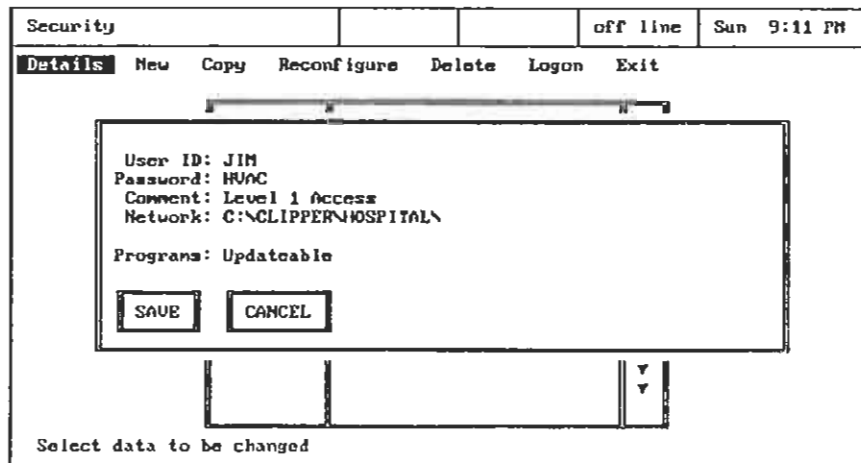 Security off line Sun 9:11 PM
Details New Copy Reconfigure Delete Logon Exit
User ID: JIM
Password: HVAC
Comment: Level 1 Access
Network: C:\CLIPPER\HOSPITAL\
Programs: Updateable
SAVE CANCEL
Select data to be changed